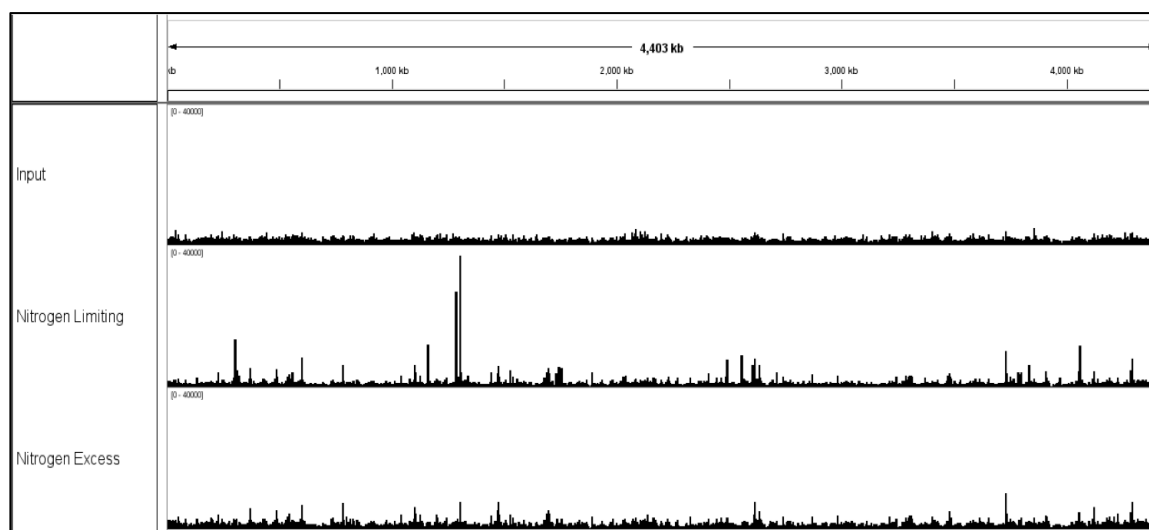 4,403 kb
kb 1,000 kb 2,000 kb 3,000 kb 4,000 kb
[0 - 40000]
Input
[0 - 40000]
Nitrogen Limiting
[0 - 40000]
Nitrogen Excess